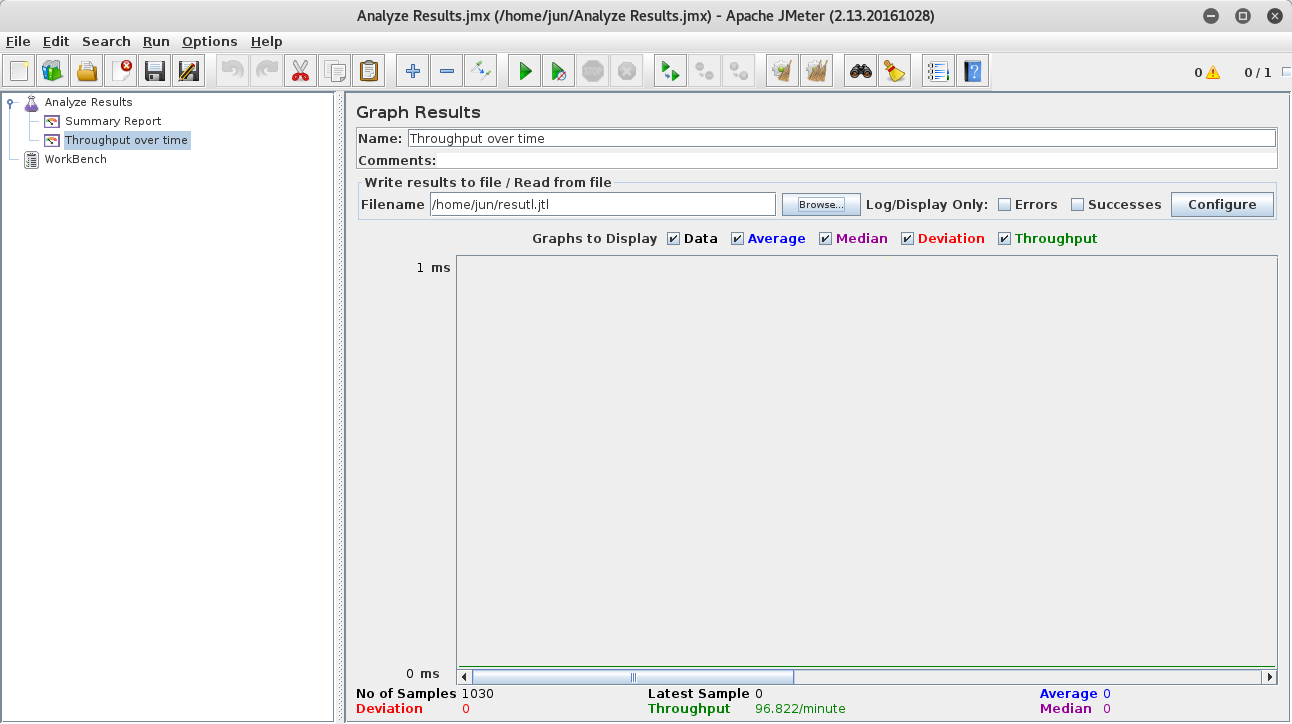 Analyze Results.jmx (/home/jun/Analyze Results.jmx) - Apache JMeter (2.13.20161028)
File Edit Search Run Options Help
0 0 / 1
Analyze Results
Summary Report
Throughput over time
WorkBench
Graph Results
Name: Throughput over time
Comments:
Write results to file / Read from file
Filename /home/jun/resutl.jtl Browse... Log/Display Only: Errors Successes Configure
Graphs to Display Data Average Median Deviation Throughput
1 ms
0 ms
No of Samples 1030 Latest Sample 0 Average 0
Deviation 0 Throughput 96.822/minute Median 0